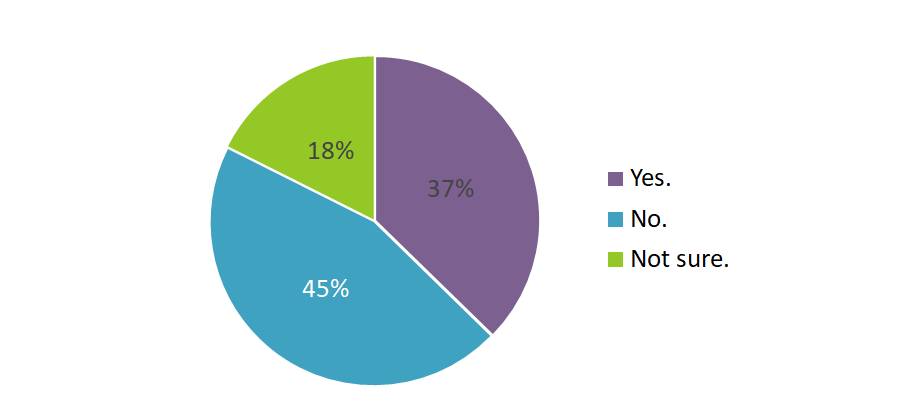 18%
37%
45%
Yes.
No.
Not sure.